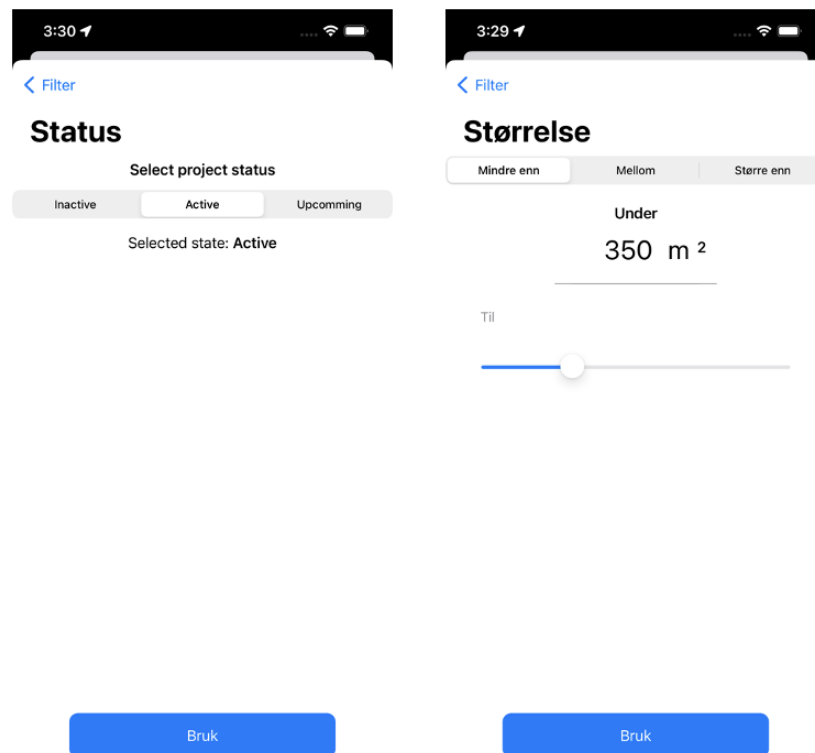 3:30
Filter
Status
Select project status
Inactive Active Upcomming
Selected state: Active
Bruk
3:29
Filter
Størrelse
Mindre enn Mellom Større enn
Under
350 m ²
Til
Bruk